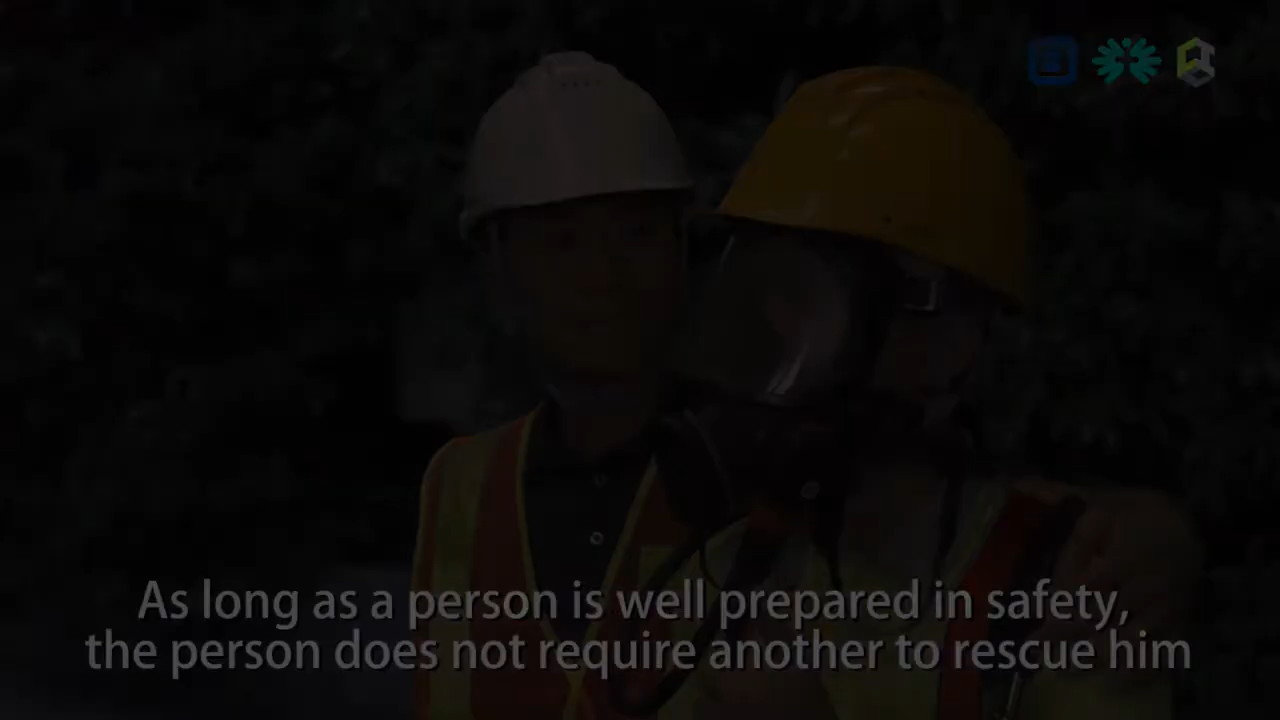 As long as a person is well prepared in safety,
the person does not require another to rescue him